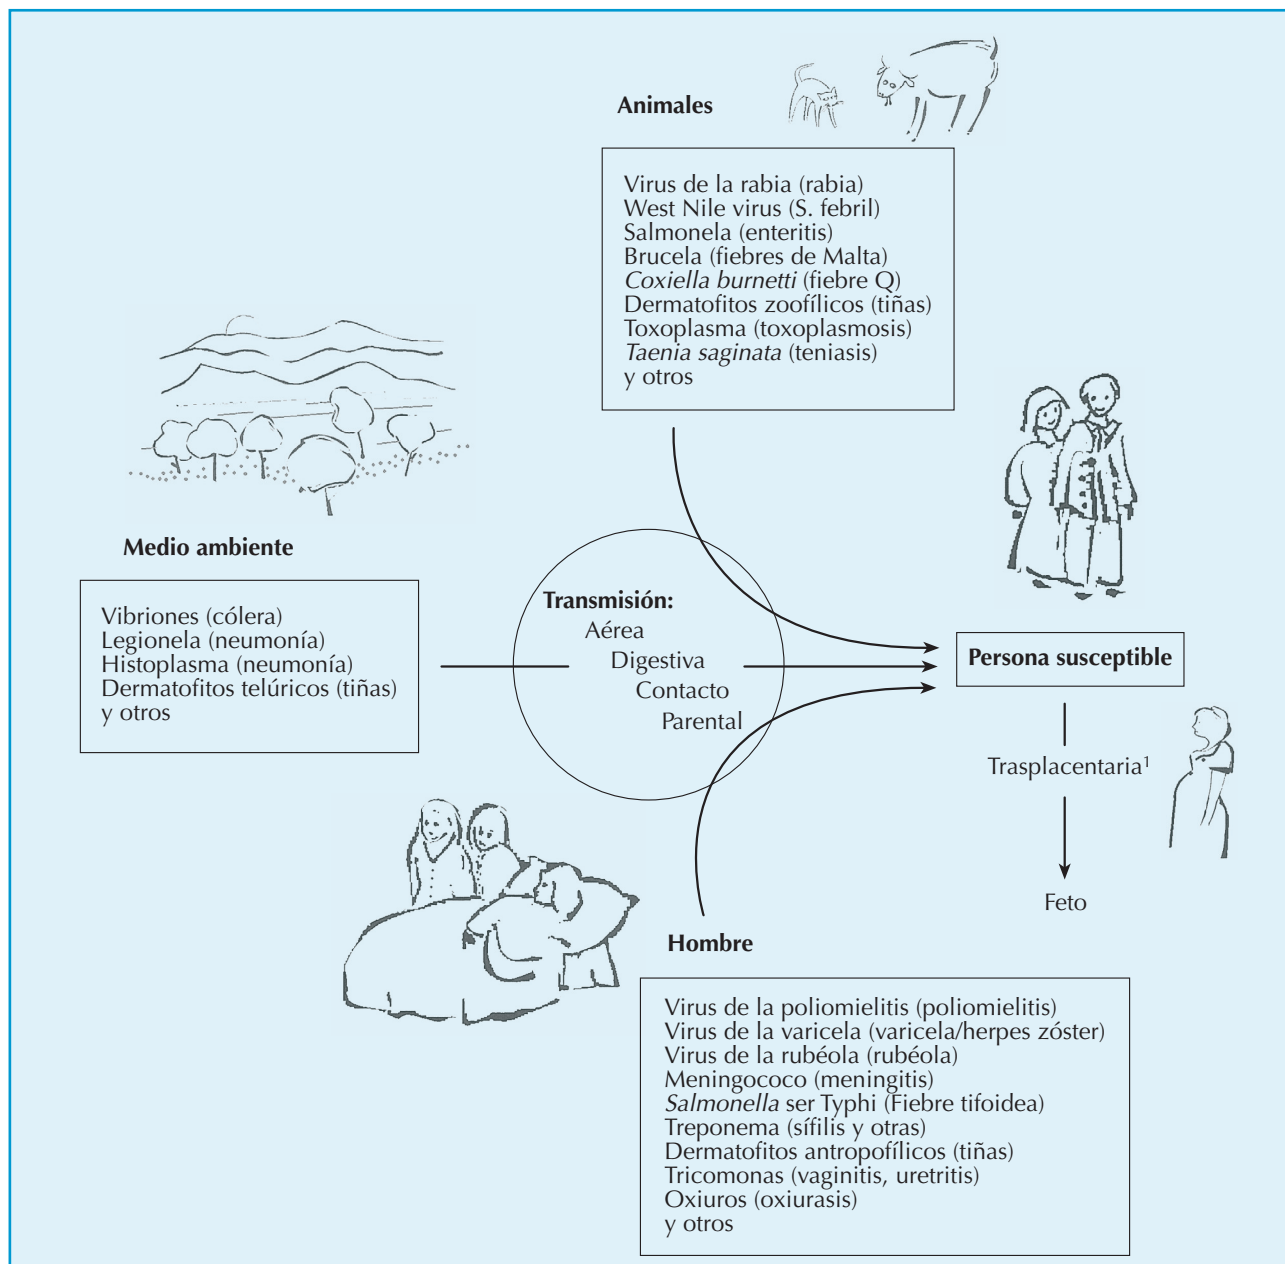 Animales
Virus de la rabia (rabia)
West Nile virus (S. febril)
Salmonela (enteritis)
Brucela (fiebres de Malta)
Coxiella burnetti (fiebre Q)
Dermatofitos zoofílicos (tiñas)
Toxoplasma (toxoplasmosis)
Taenia saginata (teniasis)
y otros
Medio ambiente
Vibriones (cólera)
Legionela (neumonía)
Histoplasma (neumonía)
Dermatofitos telúricos (tiñas)
y otros
Transmisión:
Aérea
Digestiva
Contacto
Parental
Persona susceptible
Trasplacentaria¹
Feto
Hombre
Virus de la poliomielitis (poliomielitis)
Virus de la varicela (varicela/herpes zóster)
Virus de la rubéola (rubéola)
Meningococo (meningitis)
Salmonella ser Typhi (Fiebre tifoidea)
Treponema (sífilis y otras)
Dermatofitos antropofílicos (tiñas)
Tricomonas (vaginitis, uretritis)
Oxiuros (oxiurasis)
y otros